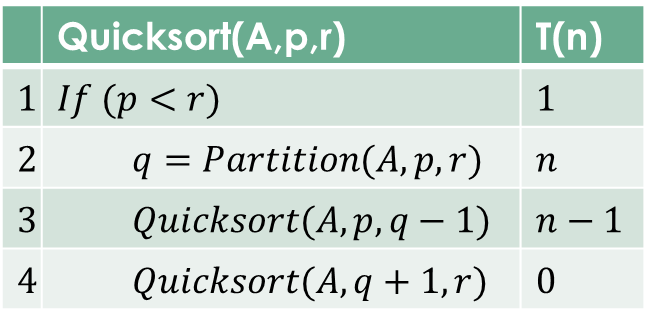 Quicksort(A,p,r) T(n)
1 If (p < r) 1
2 q = Partition(A, p, r) n
3 Quicksort(A, p, q − 1) n − 1
4 Quicksort(A, q + 1, r) 0